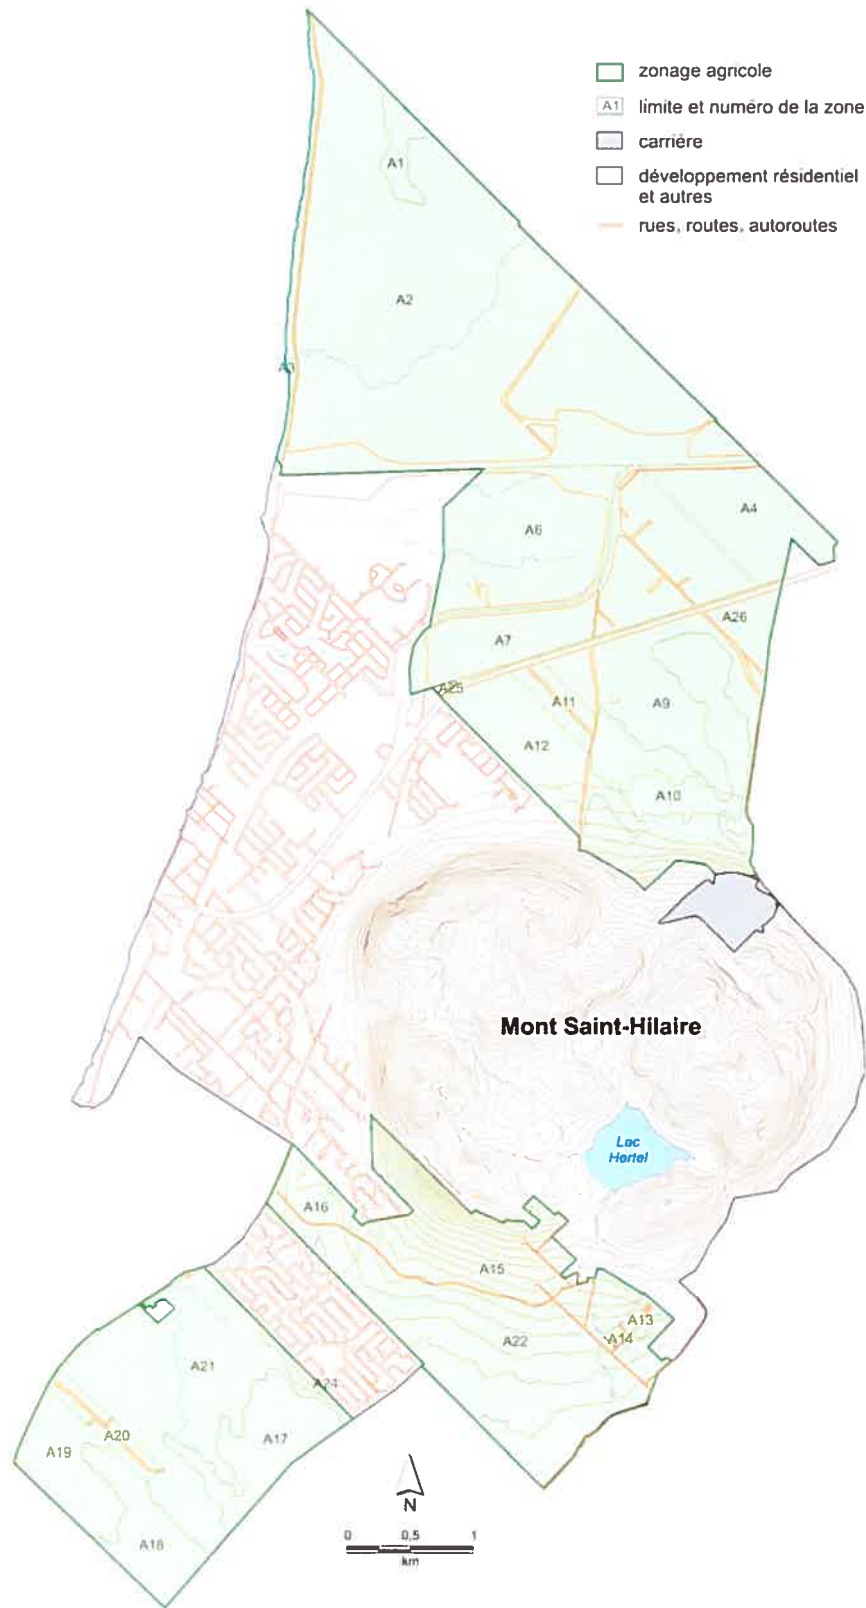 zonage agricole
A1 limite et numéro de la zone
carrière
développement résidentiel
et autres
rues, routes, autoroutes
A1
A2
A3
A4
A6
A26
A7
A25
A11
A9
A12
A10
Mont Saint-Hilaire
Lac
Hertel
A16
A15
A13
A14
A22
A21
A24
A20
A17
A19
A18
N
0 0,5 1
km